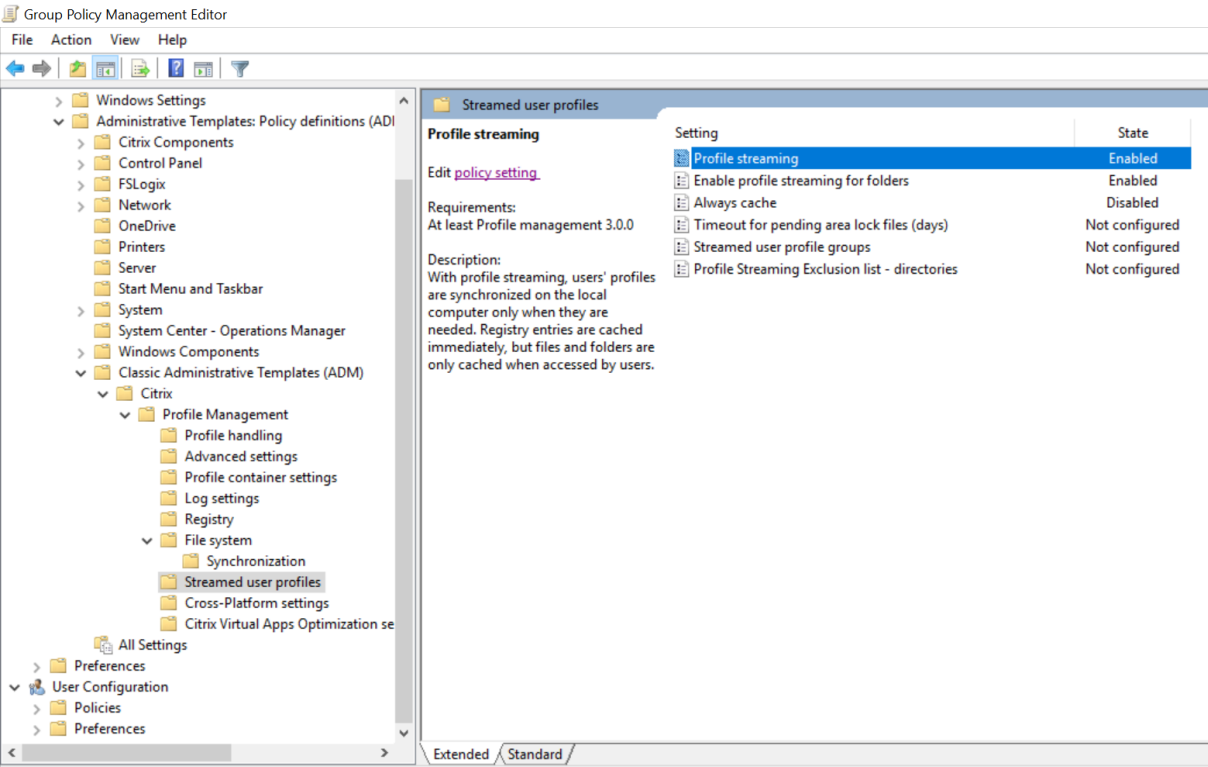 Group Policy Management Editor
File Action View Help
Windows Settings
Administrative Templates: Policy definitions (ADI
Citrix Components
Control Panel
FSLogix
Network
OneDrive
Printers
Server
Start Menu and Taskbar
System
System Center - Operations Manager
Windows Components
Classic Administrative Templates (ADM)
Citrix
Profile Management
Profile handling
Advanced settings
Profile container settings
Log settings
Registry
File system
Synchronization
Streamed user profiles
Cross-Platform settings
Citrix Virtual Apps Optimization se
All Settings
Preferences
User Configuration
Policies
Preferences
Streamed user profiles
Profile streaming
Edit policy setting
Requirements:
At least Profile management 3.0.0
Description:
With profile streaming, users' profiles
are synchronized on the local
computer only when they are
needed. Registry entries are cached
immediately, but files and folders are
only cached when accessed by users.
Setting State
Profile streaming Enabled
Enable profile streaming for folders Enabled
Always cache Disabled
Timeout for pending area lock files (days) Not configured
Streamed user profile groups Not configured
Profile Streaming Exclusion list - directories Not configured
Extended Standard